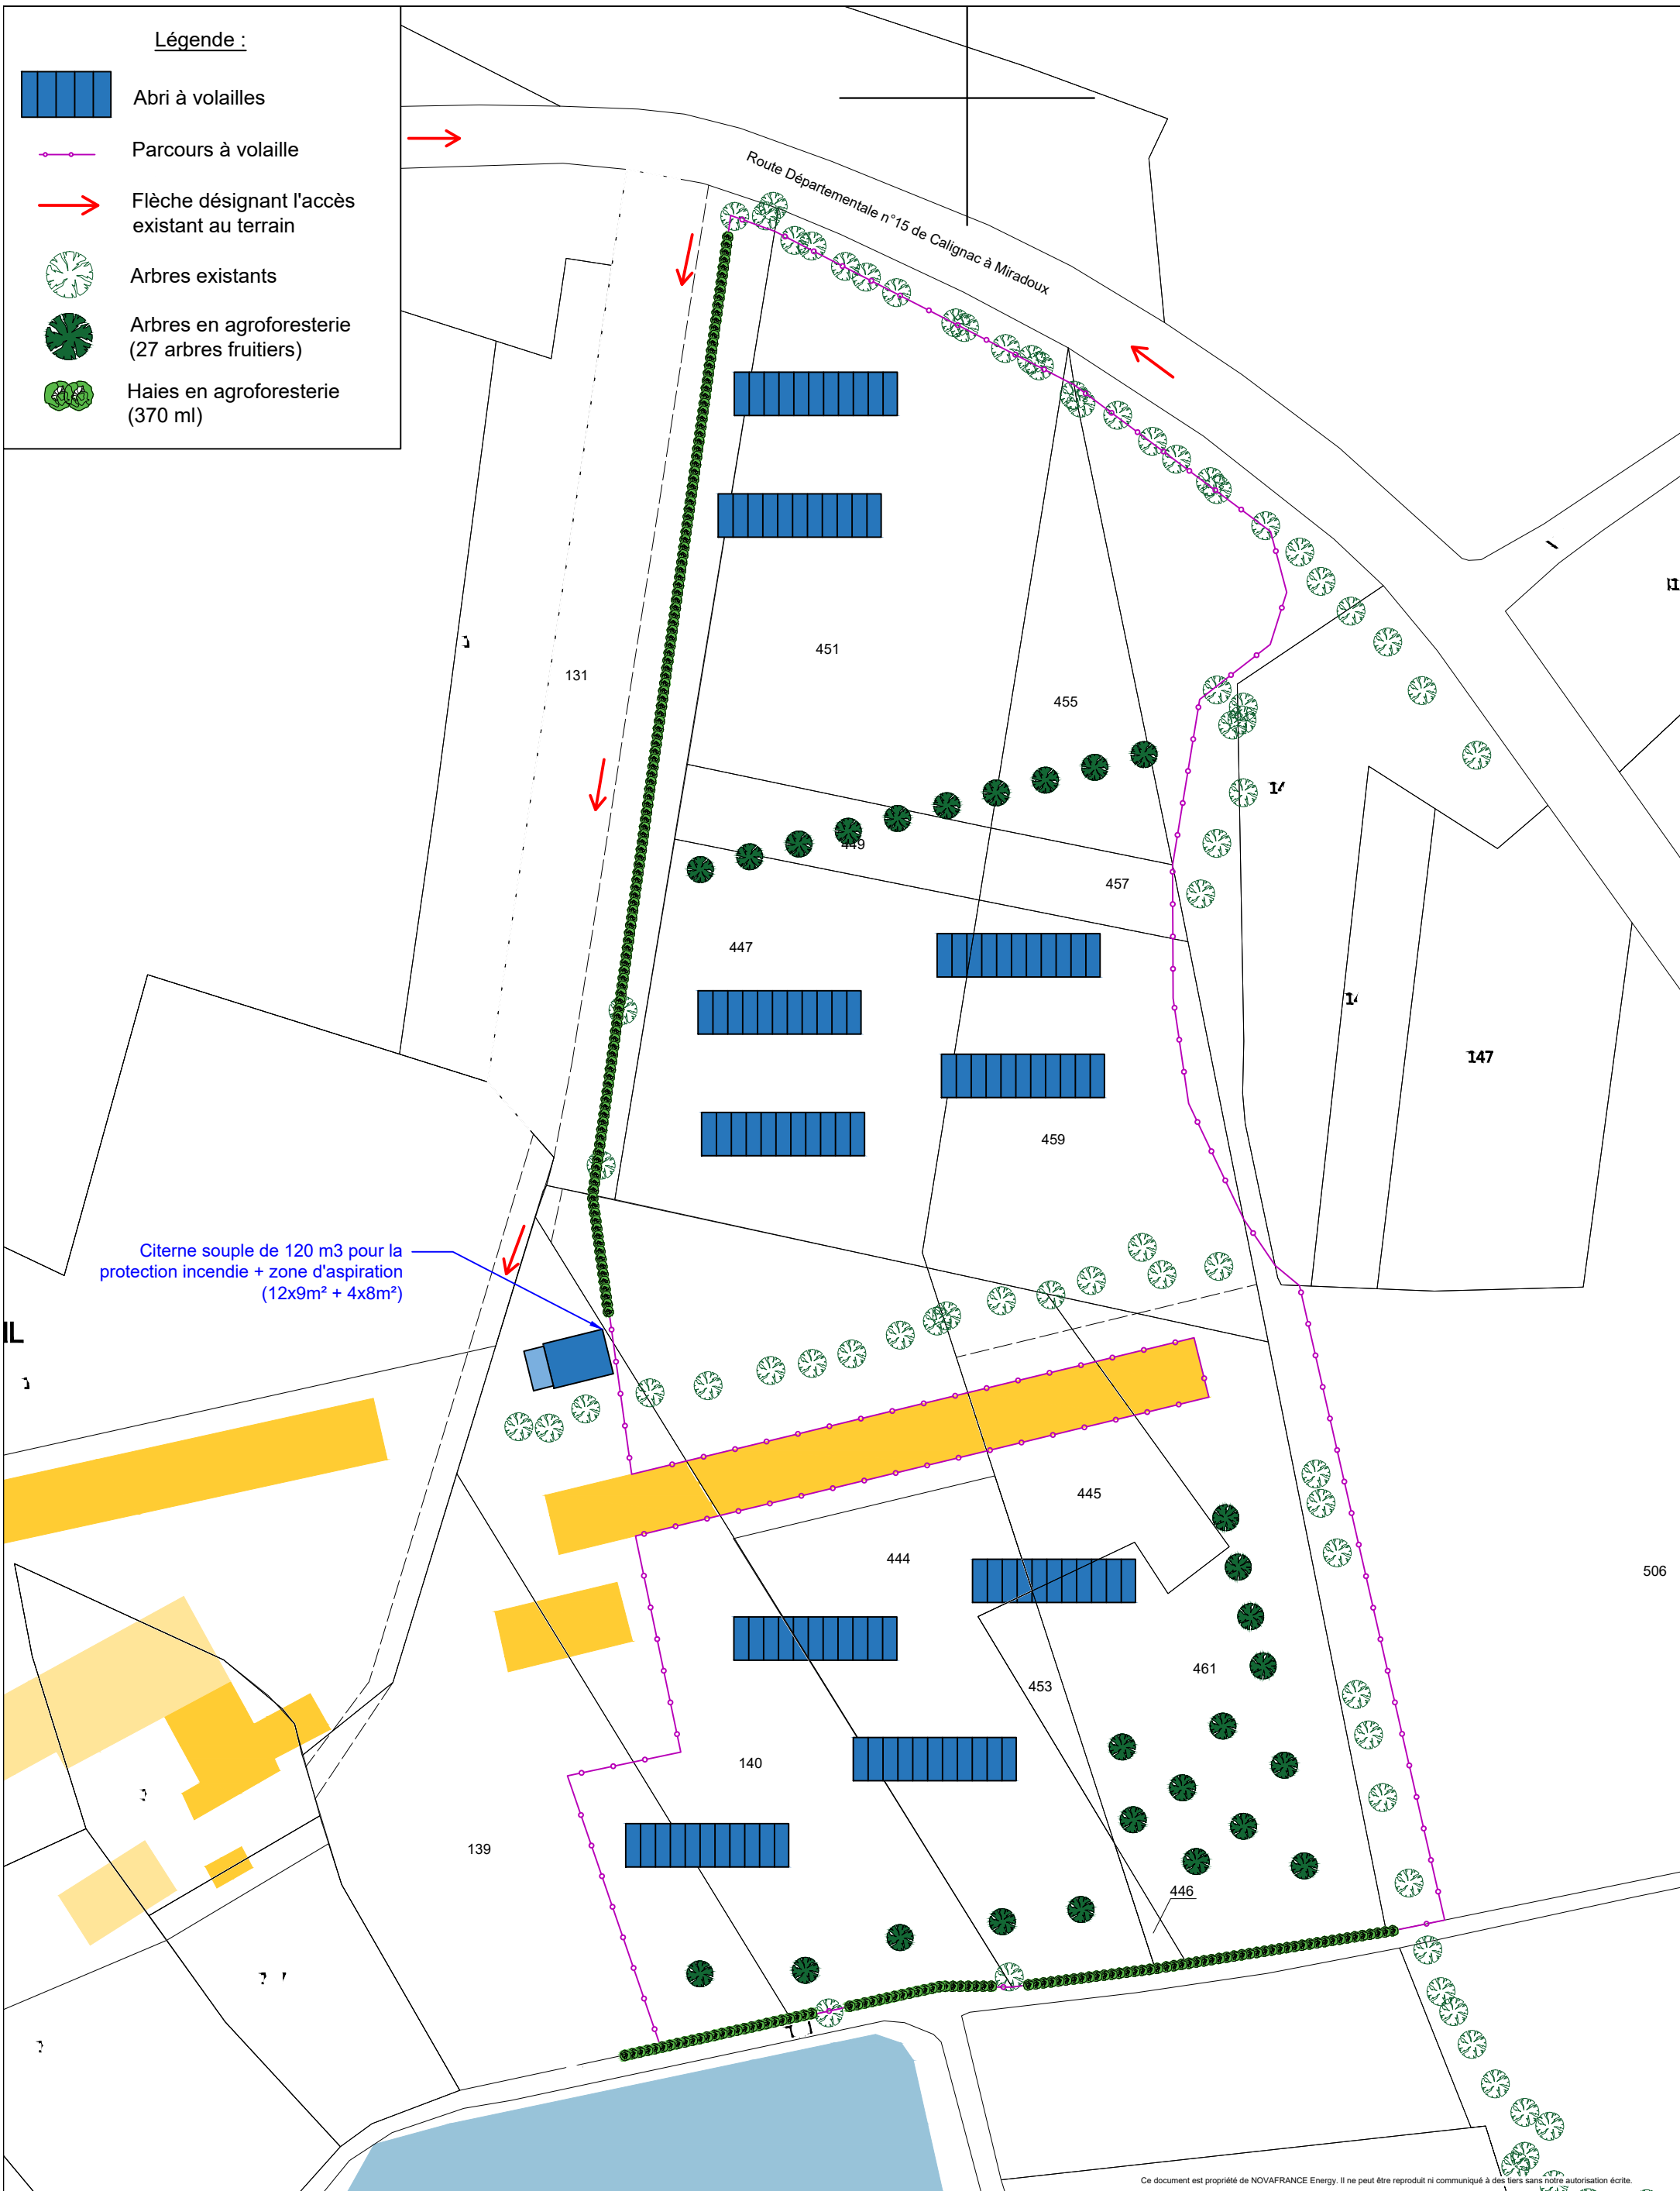 Légende :
Abri à volailles
Parcours à volaille
Flèche désignant l'accès
existant au terrain
Arbres existants
Arbres en agroforesterie
(27 arbres fruitiers)
Haies en agroforesterie
(370 ml)
Route Départementale n°15 de Calignac à Miradoux
451
131
455
449
457
447
147
459
Citerne souple de 120 m3 pour la
protection incendie + zone d'aspiration
(12x9m² + 4x8m²)
445
444
506
461
453
140
139
446
Ce document est propriété de NOVAFRANCE Energy. Il ne peut être reproduit ni communiqué à des tiers sans notre autorisation écrite.